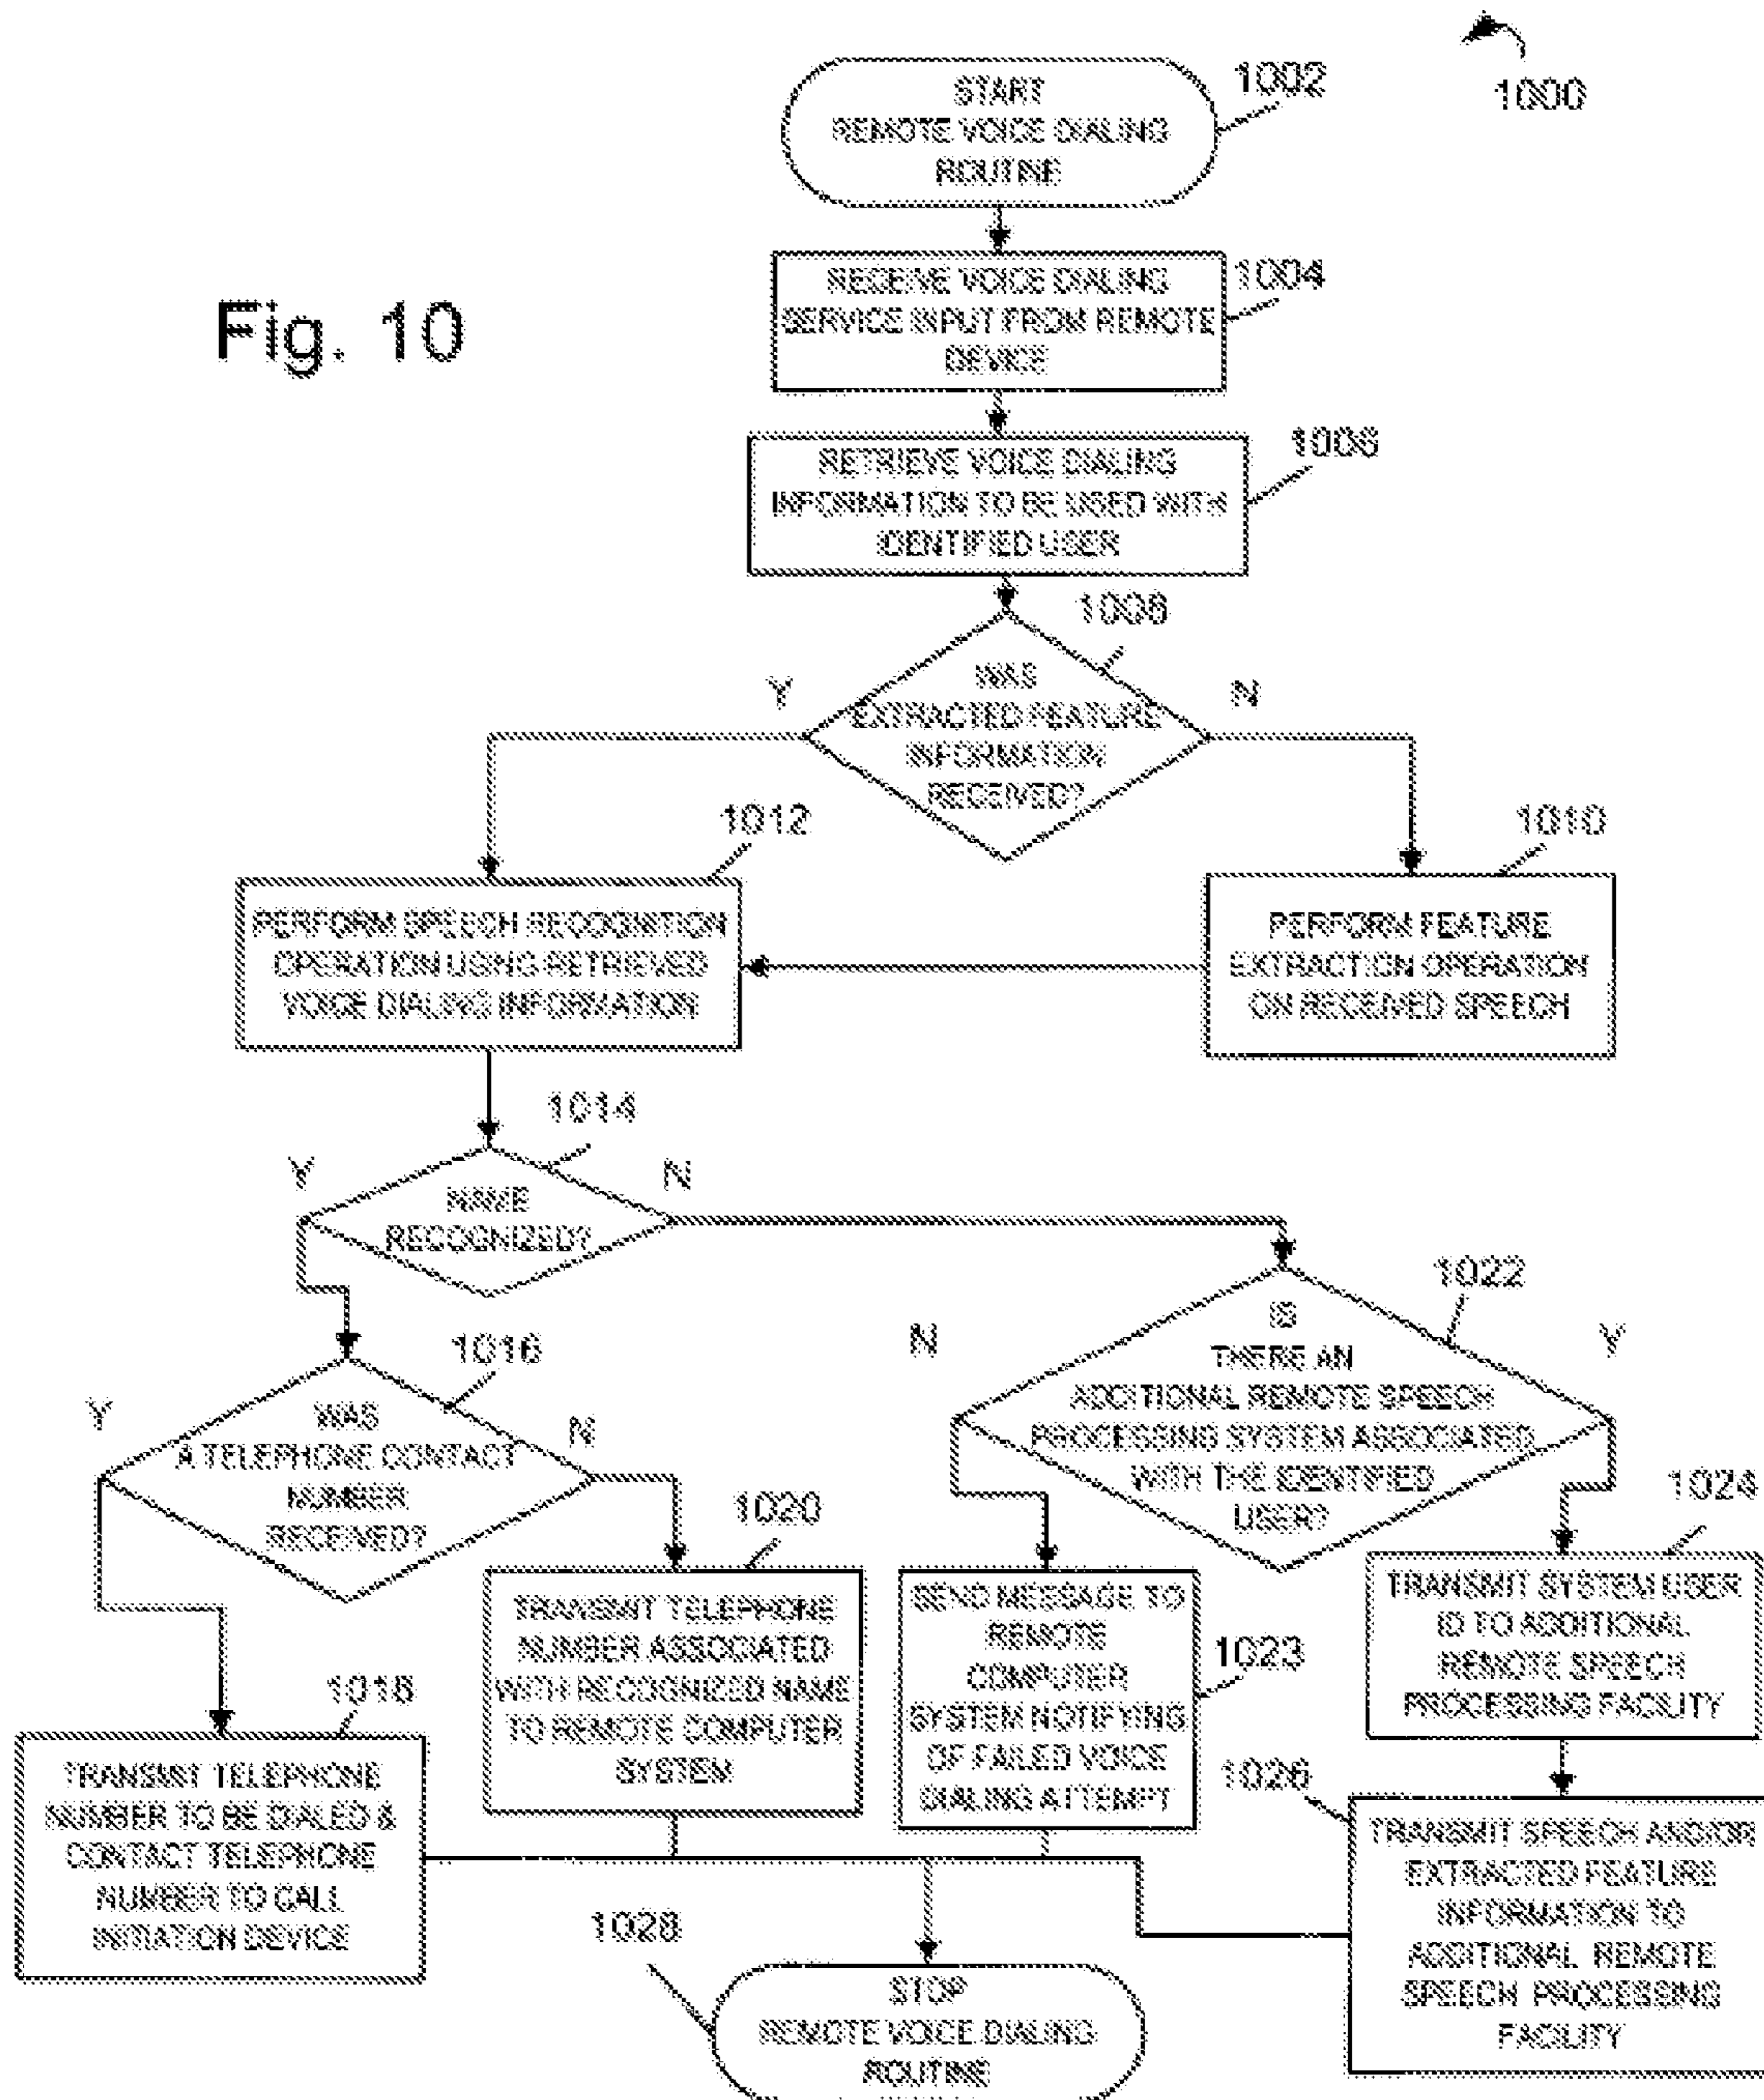 1000
START
REMOTE VOICE DIALING
ROUTINE
1002
Fig. 10
RECEIVE VOICE DIALING
SERVICE INPUT FROM REMOTE
DEVICE
1004
RETRIEVE VOICE DIALING
INFORMATION TO BE USED WITH
IDENTIFIED USER
1006
1008
Y
WAS
EXTRACTED FEATURE
INFORMATION
RECEIVED?
N
1012
PERFORM SPEECH RECOGNITION
OPERATION USING RETRIEVED
VOICE DIALING INFORMATION
1010
PERFORM FEATURE
EXTRACTION OPERATION
ON RECEIVED SPEECH
1014
Y
NAME
RECOGNIZED?
N
1016
Y
WAS
A TELEPHONE CONTACT
NUMBER
RECEIVED?
N
1022
N
IS
THERE AN
ADDITIONAL REMOTE SPEECH
PROCESSING SYSTEM ASSOCIATED
WITH THE IDENTIFIED
USER?
Y
1018
TRANSMIT TELEPHONE
NUMBER TO BE DIALED &
CONTACT TELEPHONE
NUMBER TO CALL
INITIATION DEVICE
1020
TRANSMIT TELEPHONE
NUMBER ASSOCIATED
WITH RECOGNIZED NAME
TO REMOTE COMPUTER
SYSTEM
SEND MESSAGE TO
REMOTE
COMPUTER
SYSTEM NOTIFYING
OF FAILED VOICE
DIALING ATTEMPT
1023
1024
TRANSMIT SYSTEM USER
ID TO ADDITIONAL
REMOTE SPEECH
PROCESSING FACILITY
1026
TRANSMIT SPEECH AND/OR
EXTRACTED FEATURE
INFORMATION TO
ADDITIONAL REMOTE
SPEECH PROCESSING
FACILITY
1028
STOP
REMOTE VOICE DIALING
ROUTINE